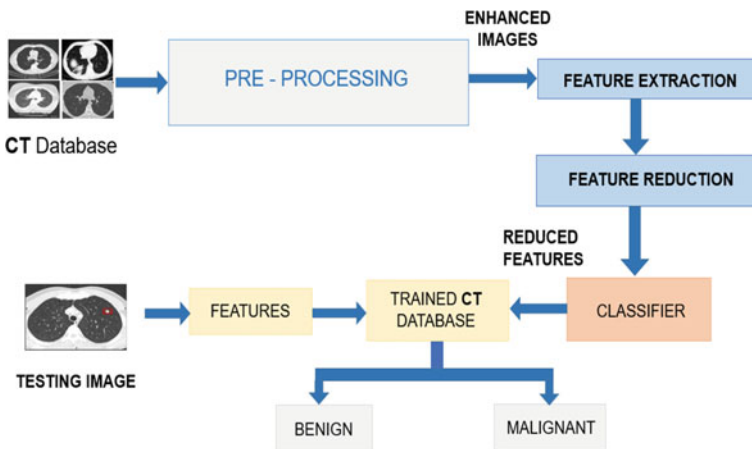 ENHANCED
IMAGES
PRE - PROCESSING
FEATURE EXTRACTION
CT Database
FEATURE REDUCTION
REDUCED
FEATURES
FEATURES
TRAINED CT
DATABASE
CLASSIFIER
TESTING IMAGE
BENIGN
MALIGNANT